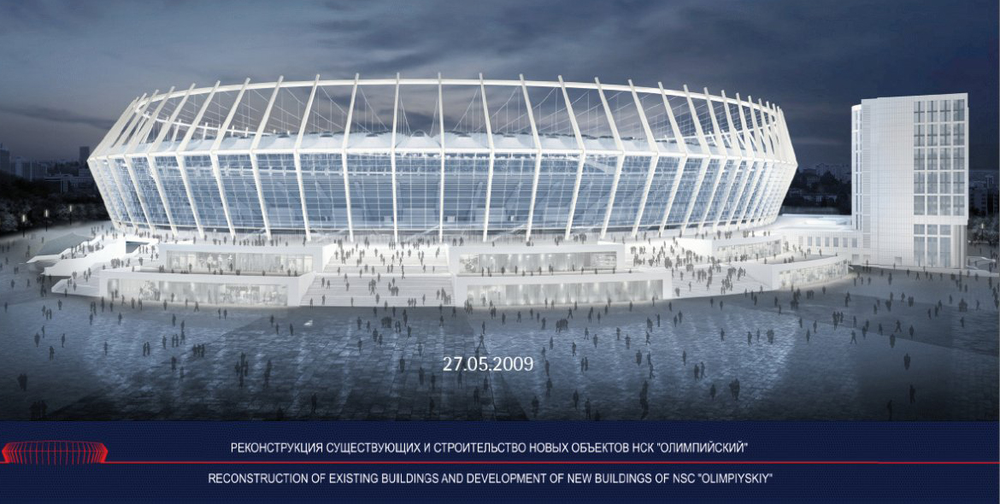 27.05.2009
РЕКОНСТРУКЦИЯ СУЩЕСТВУЮЩИХ И СТРОИТЕЛЬСТВО НОВЫХ ОБЪЕКТОВ НСК "ОЛИМПИЙСКИЙ"
RECONSTRUCTION OF EXISTING BUILDINGS AND DEVELOPMENT OF NEW BUILDINGS OF NSC "OLIMPIYSKIY"